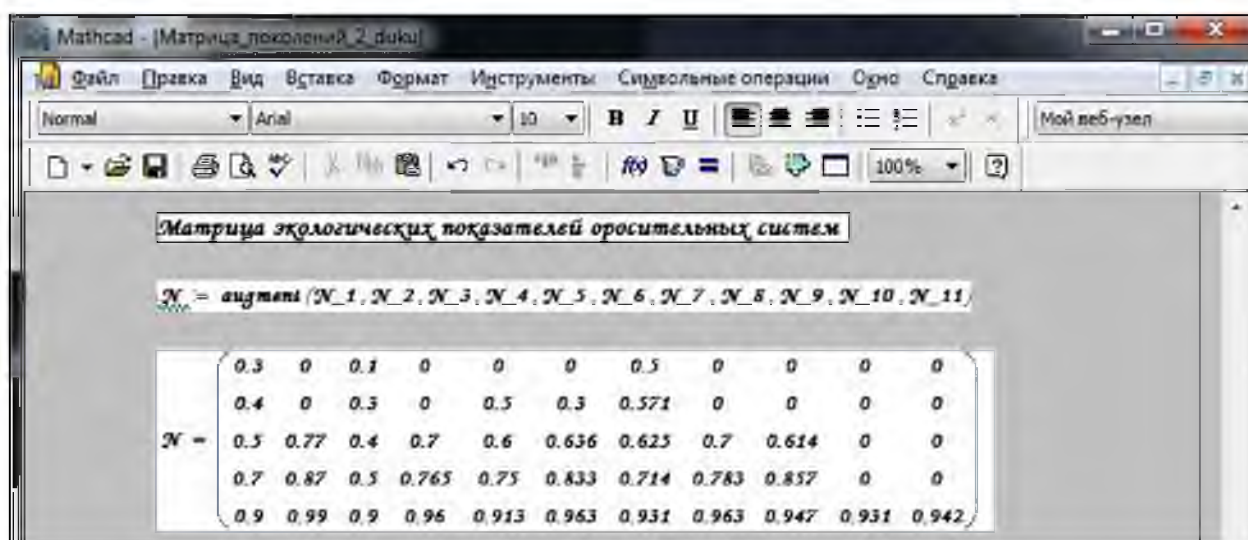 Mathcad - [Матрица_поколений_2_duku]
Файл Правка Вид Вставка Формат Инструменты Символьные операции Окно Справка
Normal Arial 10 B I U Мой веб-узел
f(x) 100%
Матрица экологических показателей оросительных систем
N := augment (N_1, N_2, N_3, N_4, N_5, N_6, N_7, N_8, N_9, N_10, N_11)
0.3 0 0.1 0 0 0 0.5 0 0 0 0
0.4 0 0.3 0 0.5 0.3 0.571 0 0 0 0
N = 0.5 0.77 0.4 0.7 0.6 0.636 0.625 0.7 0.614 0 0
0.7 0.87 0.5 0.765 0.75 0.833 0.714 0.783 0.857 0 0
0.9 0.99 0.9 0.96 0.913 0.963 0.931 0.963 0.947 0.931 0.942